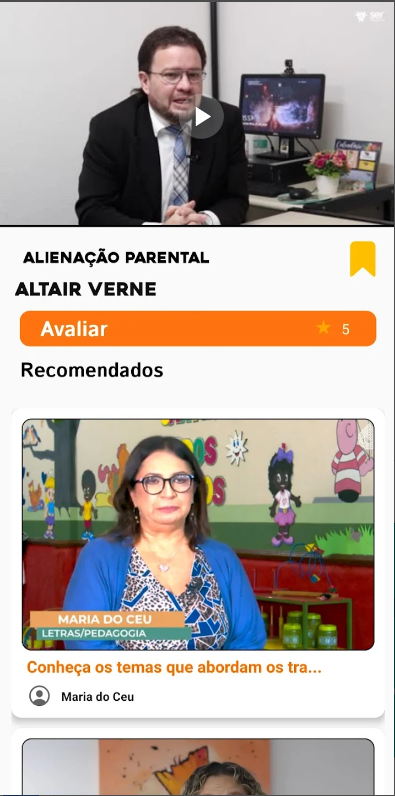 ser
ALIENAÇÃO PARENTAL
ALTAIR VERNE
Avaliar
5
Recomendados
MARIA DO CEU
LETRAS/PEDAGOGIA
Conheça os temas que abordam os tra...
Maria do Ceu